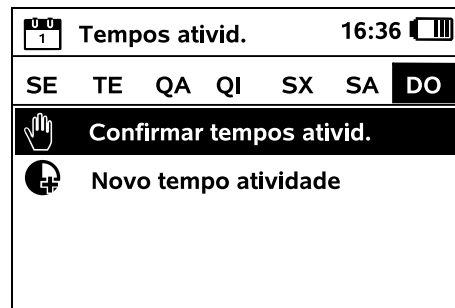 1 Tempos ativid. 16:36
SE TE QA QI SX SA DO
Confirmar tempos ativid.
Novo tempo atividade